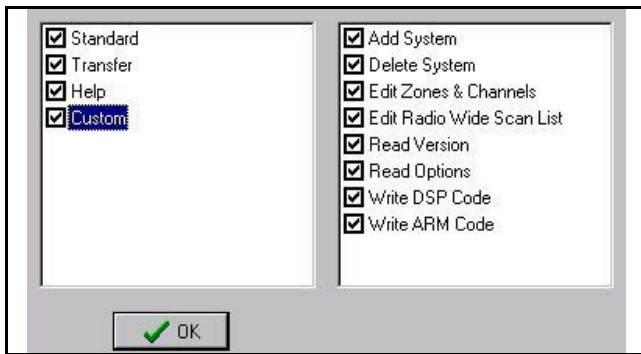 Standard
Transfer
Help
Custom
Add System
Delete System
Edit Zones & Channels
Edit Radio Wide Scan List
Read Version
Read Options
Write DSP Code
Write ARM Code
OK